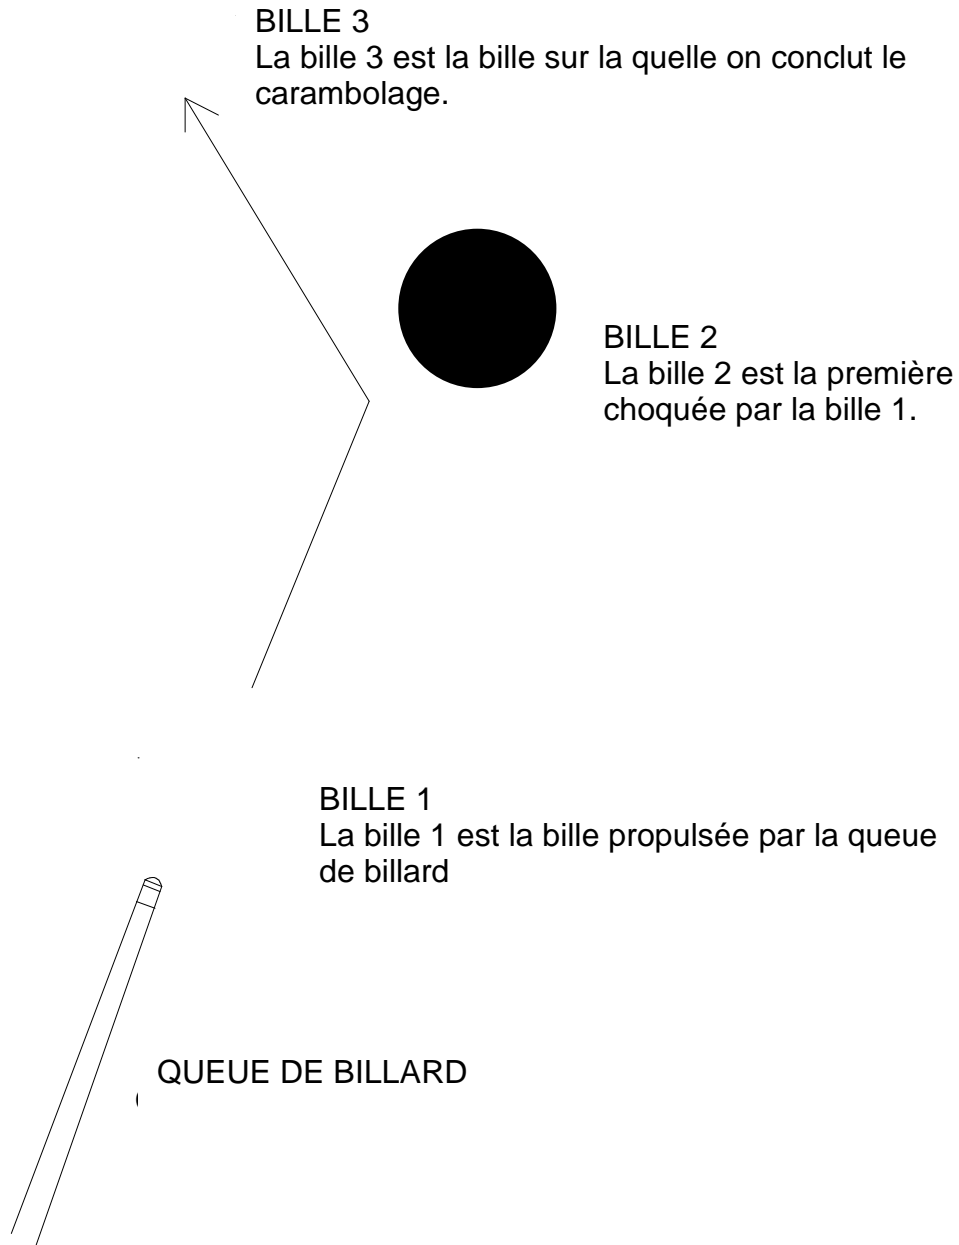 BILLE 3
La bille 3 est la bille sur la quelle on conclut le
carambolage.
BILLE 2
La bille 2 est la première
choquée par la bille 1.
BILLE 1
La bille 1 est la bille propulsée par la queue
de billard
QUEUE DE BILLARD